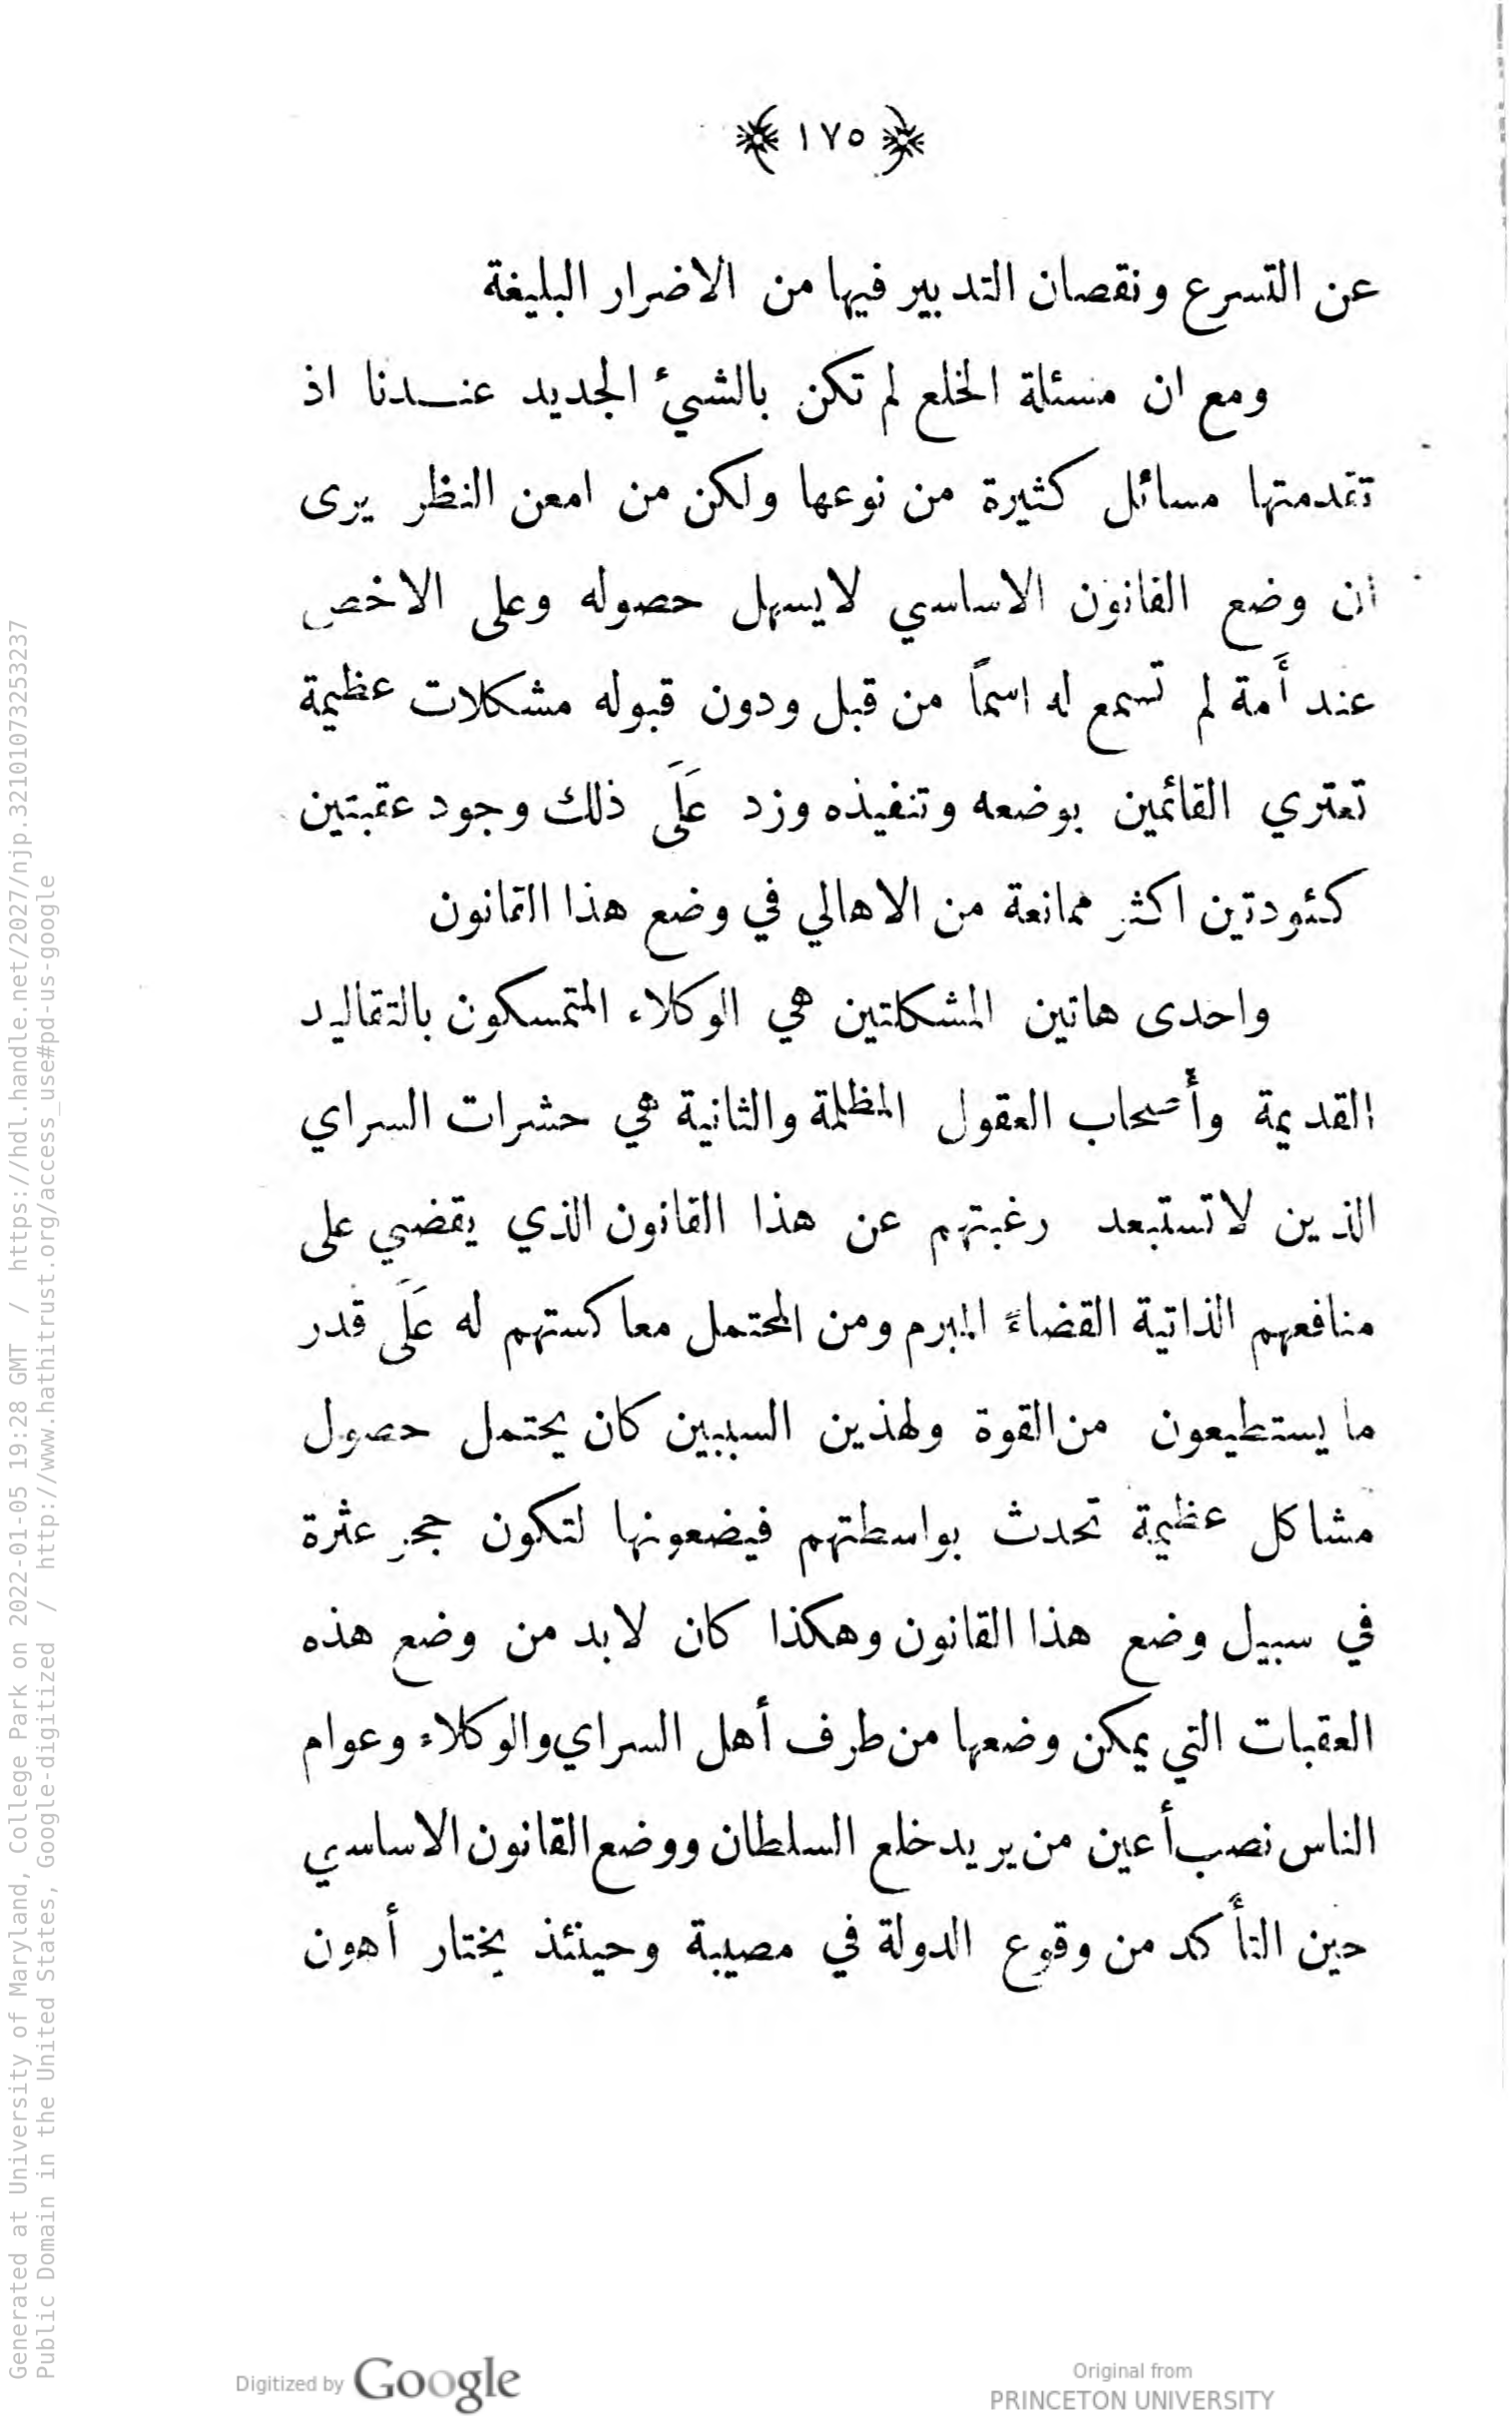 ١٧٥
عن التسرع ونقصان التدبير فيها من الاضرار البليغة
ومع ان مسئلة الخلع لم تكن بالشيئ الجديد عنـــدنا اذ
تقدمتها مسائل كثيرة من نوعها ولكن من امعن النظر يرى
ان وضع القانون الاساسي لايسهل حصوله وعلى الاخص
عند أَمة لم تسمع له اسماً من قبل ودون قبوله مشكلات عظيمة
تعتري القائمين بوضعه وتنفيذه وزد عَلَى ذلك وجود عقبتين
كئودتين اكثر ممانعة من الاهالي في وضع هذا القانون
واحدى هاتين المشكلتين هي الوكلاء المتمسكون بالتقاليد
القديمة وأَصحاب العقول المظلمة والثانية هي حشرات السراي
الذين لاتستبعد رغبتهم عن هذا القانون الذي يقضي على
منافعهم الذاتية القضاءَ المبرم ومن المحتمل معاكستهم له عَلَى قدر
ما يستطيعون من القوة ولهذين السببين كان يحتمل حصول
مشاكل عظيمة تحدث بواسطتهم فيضعونها لتكون حجر عثرة
في سبيل وضع هذا القانون وهكذا كان لابد من وضع هذه
العقبات التي يمكن وضعها من طرف أهل السراي والوكلاء وعوام
الناس نصب أعين من يريد خلع السلطان ووضع القانون الاساسي
حين التأَكد من وقوع الدولة في مصيبة وحينئذ يختار أهون
Generated at University of Maryland, College Park on 2022-01-05 19:28 GMT / https://hdl.handle.net/2027/njp.32101073253237
Public Domain in the United States, Google-digitized / http://www.hathitrust.org/access_use#pd-us-google
Digitized by Google
Original from
PRINCETON UNIVERSITY